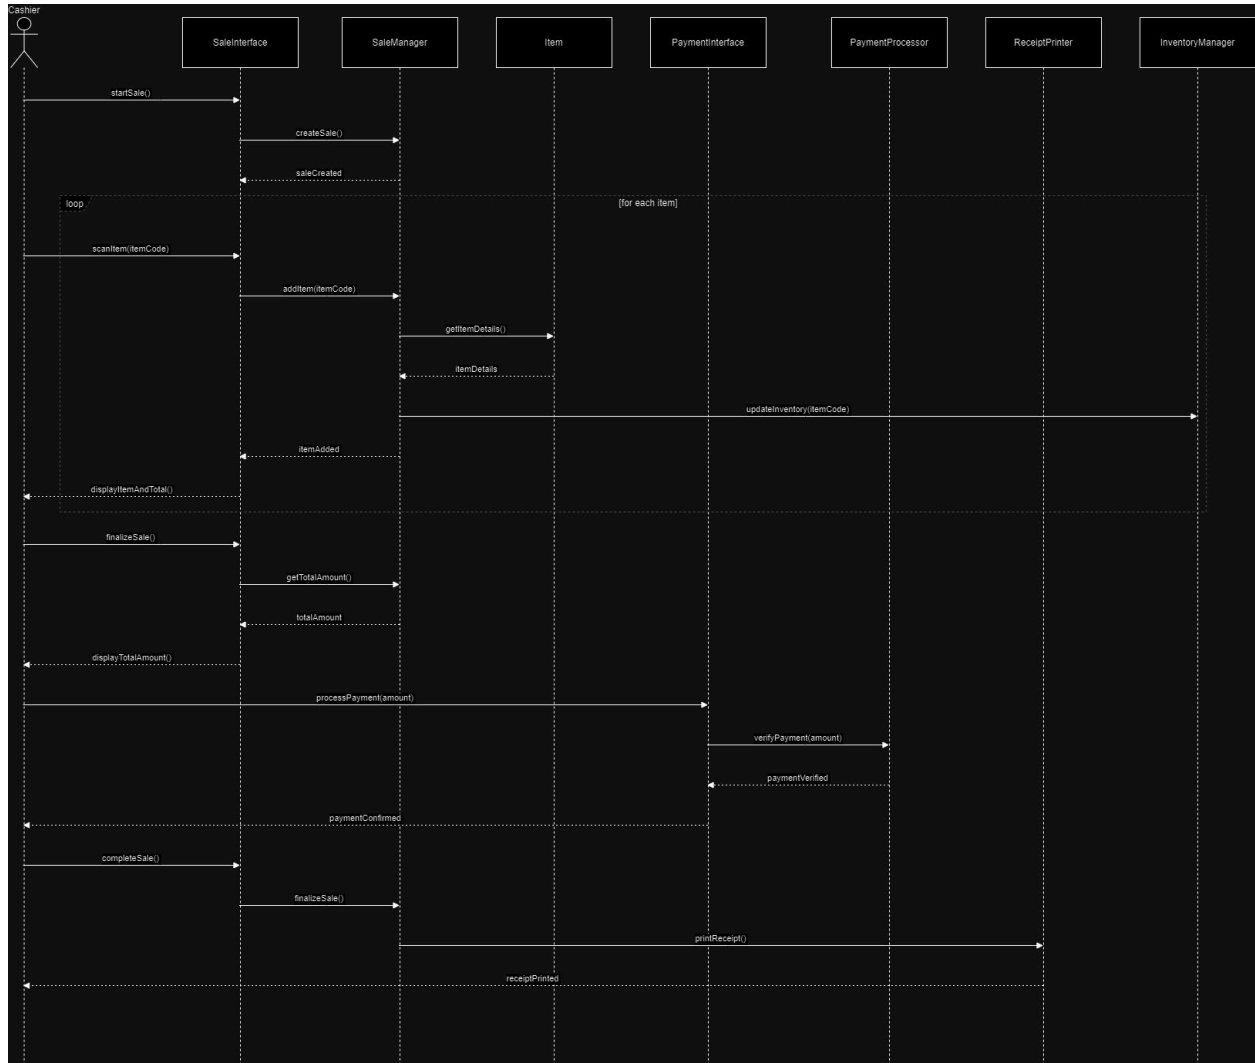 Cashier
SaleInterface
SaleManager
Item
PaymentInterface
PaymentProcessor
ReceiptPrinter
InventoryManager
startSale()
createSale()
saleCreated
loop
[for each item]
scanItem(itemCode)
addItem(itemCode)
getItemDetails()
itemDetails
updateInventory(itemCode)
itemAdded
displayItemAndTotal()
finalizeSale()
getTotalAmount()
totalAmount
displayTotalAmount()
processPayment(amount)
verifyPayment(amount)
paymentVerified
paymentConfirmed
completeSale()
finalizeSale()
printReceipt()
receiptPrinted